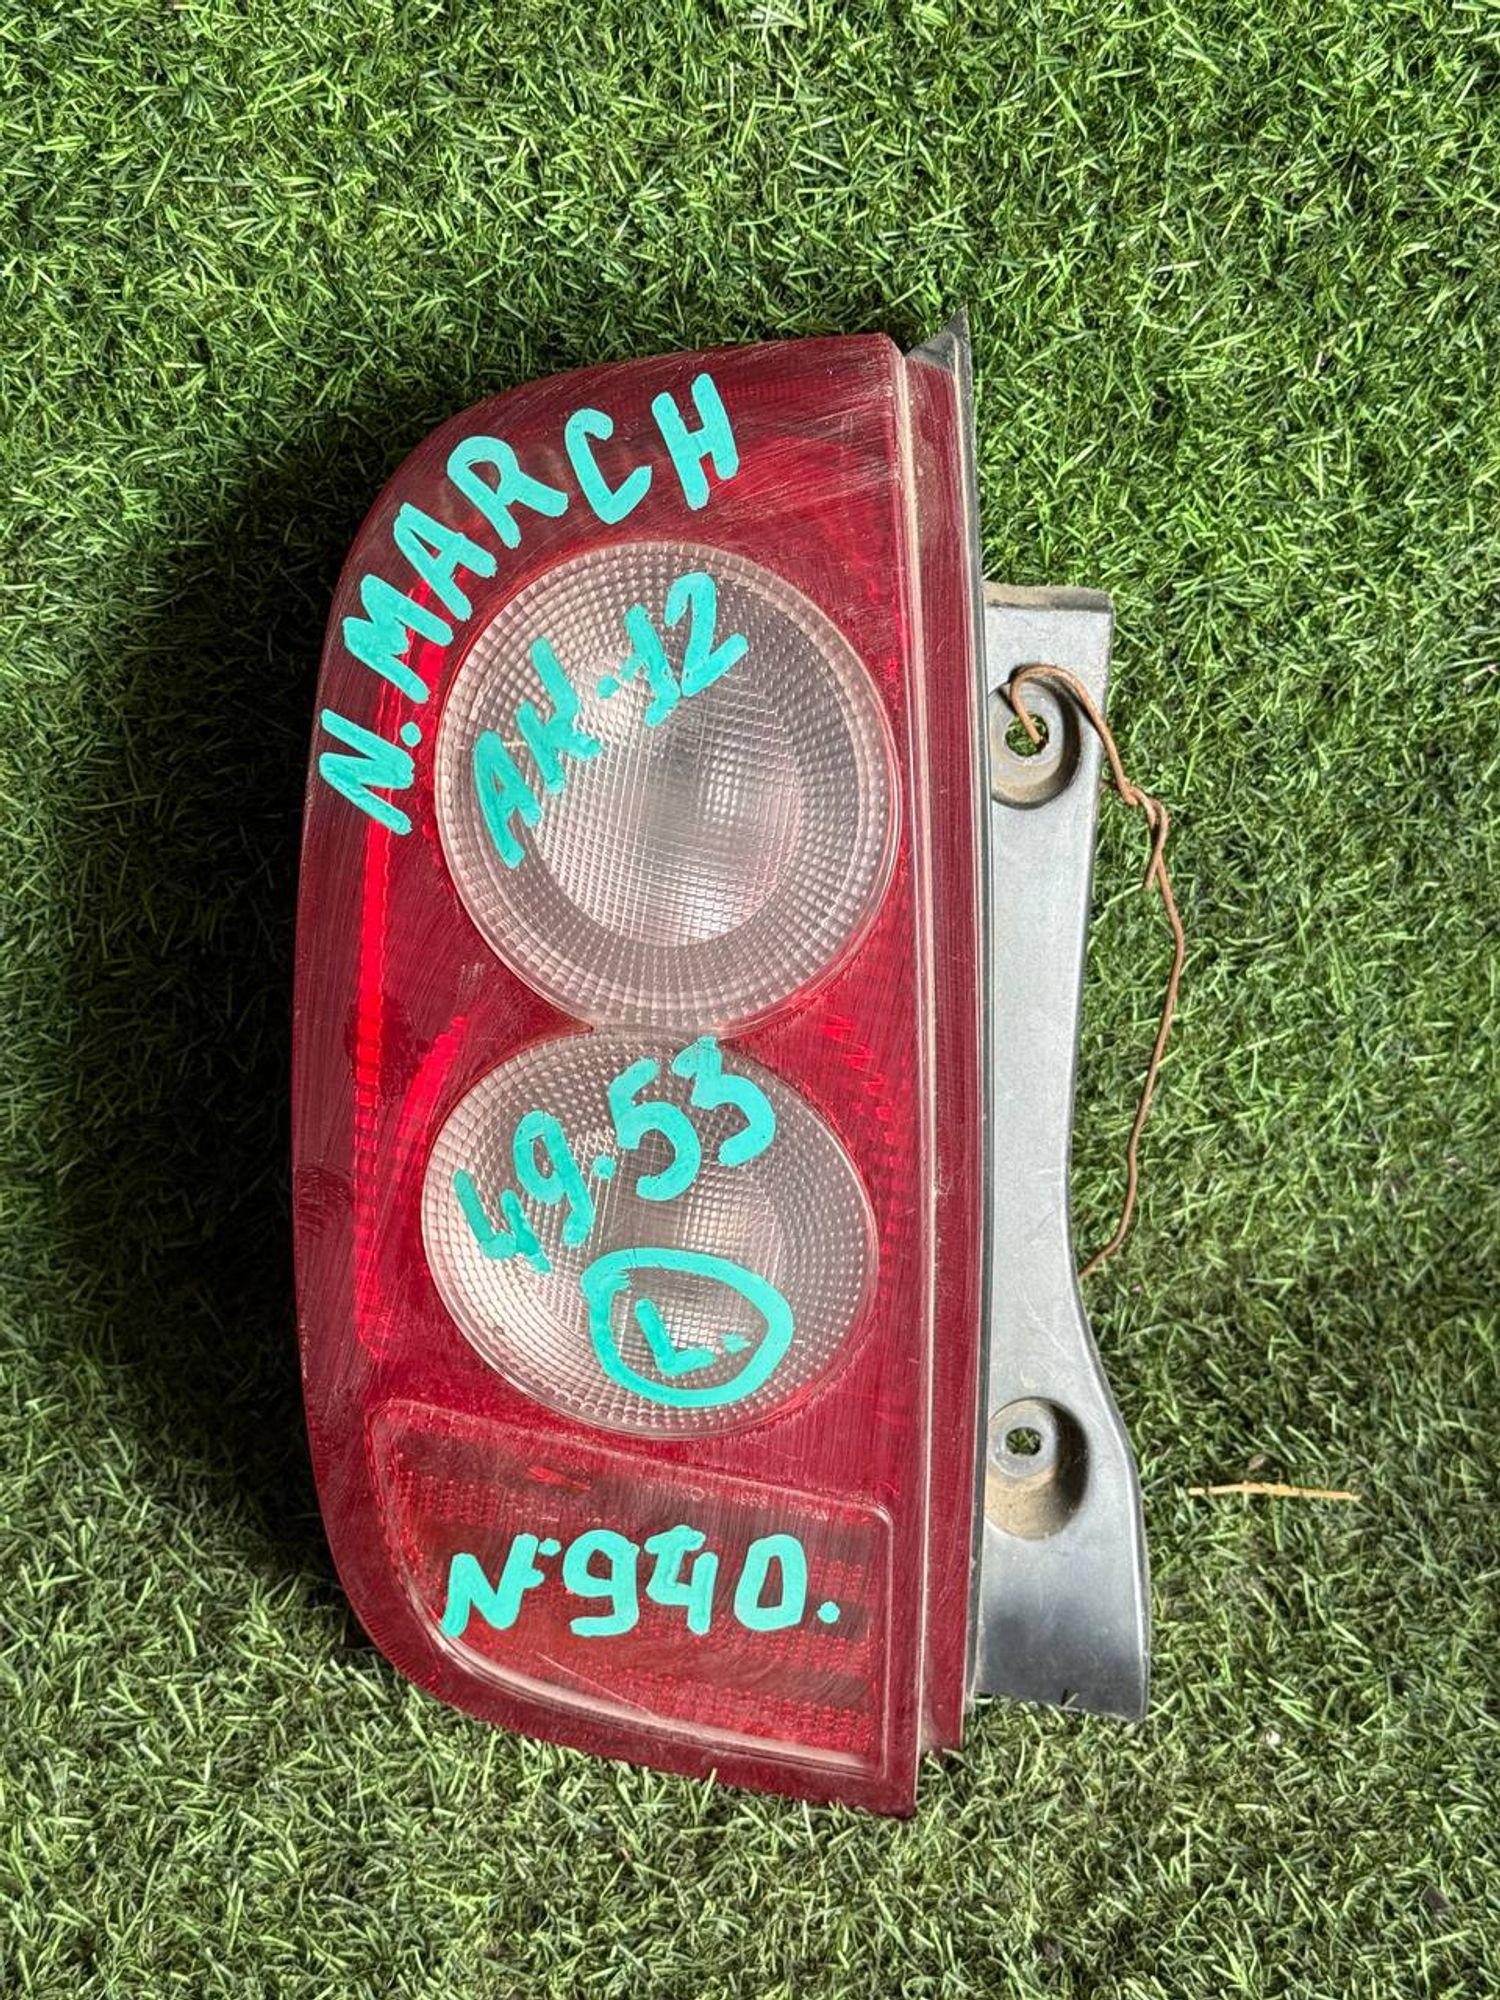 N.MARCH
AK-12
49.53
L.
N:940.